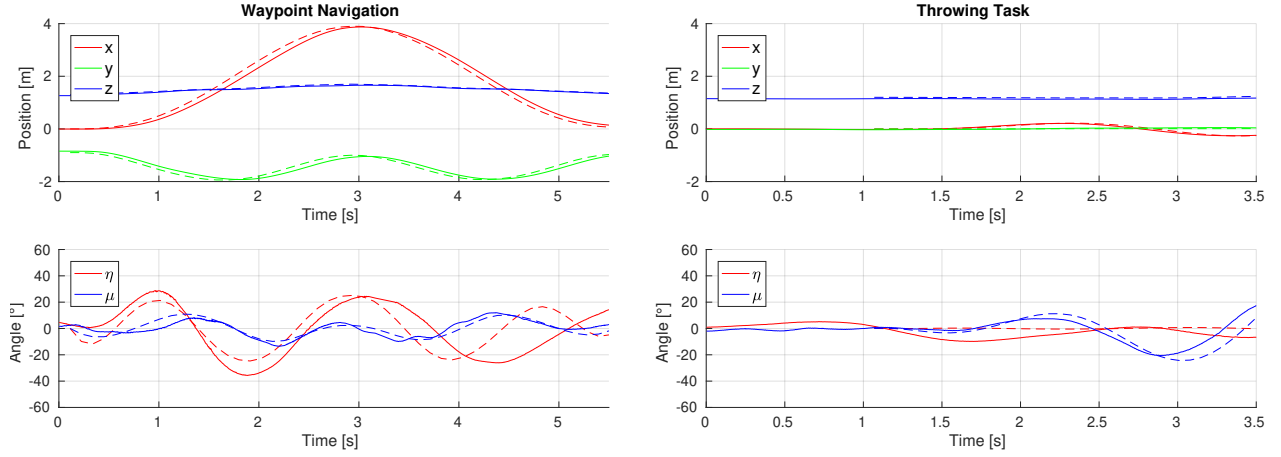 Waypoint Navigation
Position [m]
4
2
0
-2
x
y
z
0
1
2
3
4
5
Time [s]
Throwing Task
Position [m]
4
2
0
-2
x
y
z
0
0.5
1
1.5
2
2.5
3
3.5
Time [s]
Angle [°]
60
40
20
0
-20
-40
-60
η
μ
0
1
2
3
4
5
Time [s]
Angle [°]
60
40
20
0
-20
-40
-60
η
μ
0
0.5
1
1.5
2
2.5
3
3.5
Time [s]